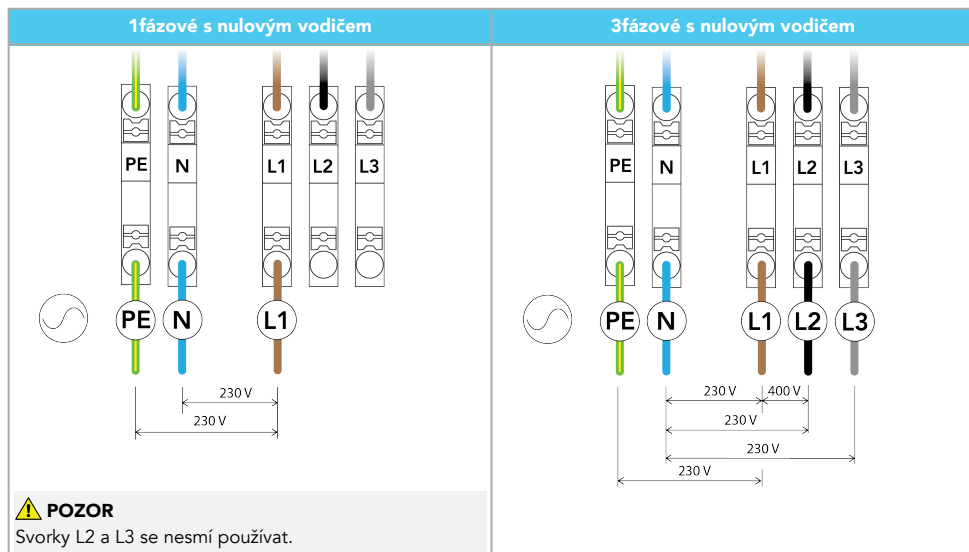 1fázové s nulovým vodičem
PE N L1 L2 L3
PE N L1
230 V
230 V
POZOR
Svorky L2 a L3 se nesmí používat.
3fázové s nulovým vodičem
PE N L1 L2 L3
PE N L1 L2 L3
230 V 400 V
230 V
230 V
230 V